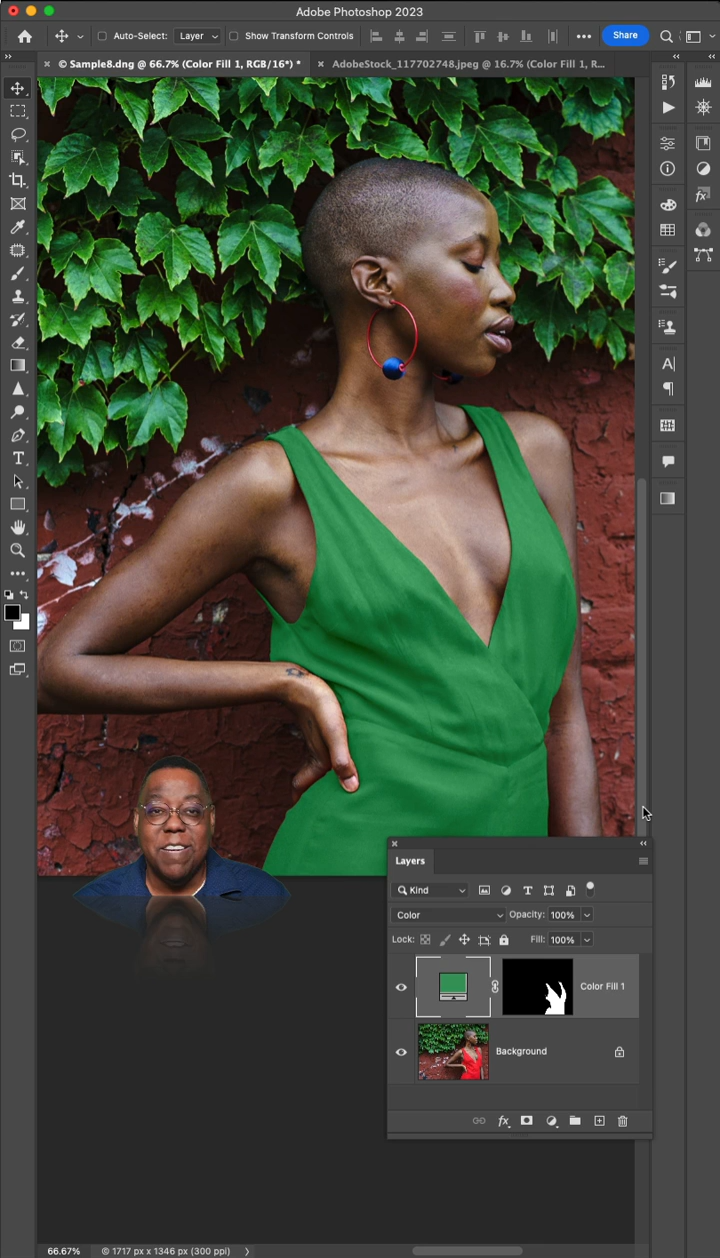 Adobe Photoshop 2023
Auto-Select: Layer Show Transform Controls ••• Share
× © Sample8.dng @ 66.7% (Color Fill 1, RGB/16*) * × AdobeStock_117702748.jpeg @ 16.7% (Color Fill 1, R...
T
fx
A|
Layers
Kind T
Color Opacity: 100%
Lock: Fill: 100%
Color Fill 1
Background
fx
66.67% © 1717 px x 1346 px (300 ppi)